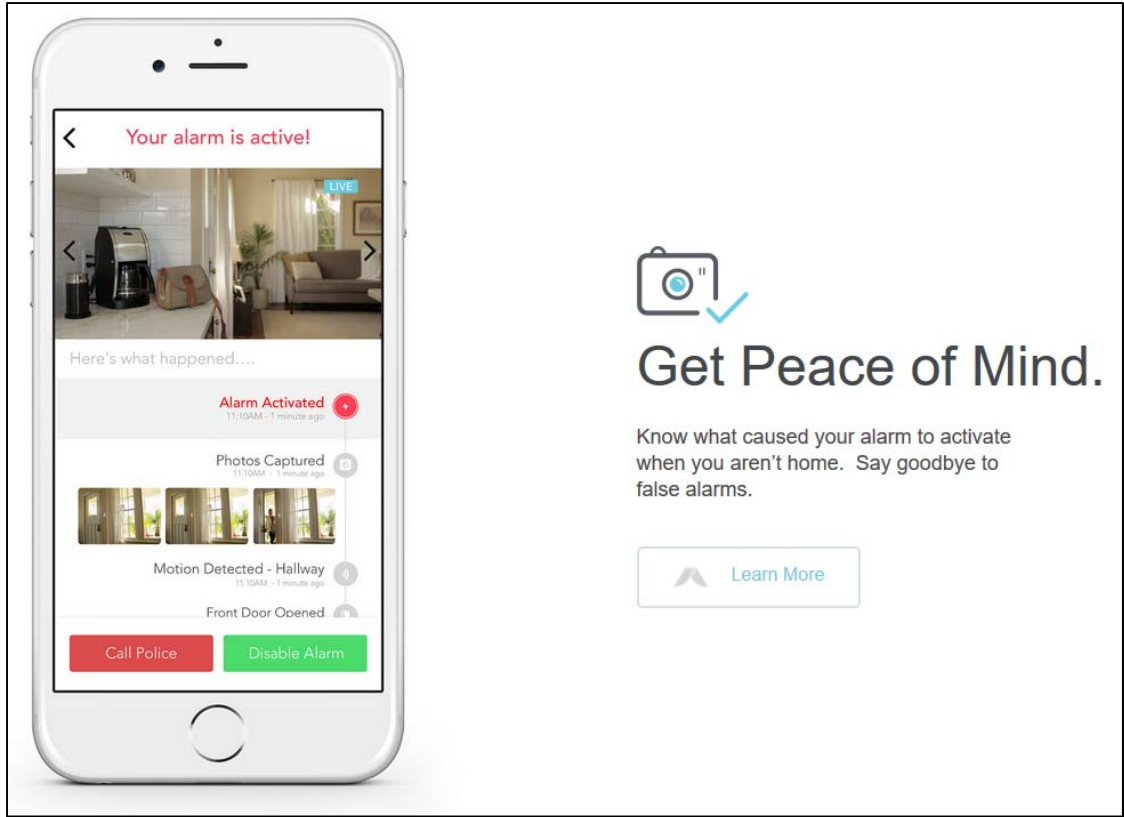 Your alarm is active!
LIVE
Here's what happened....
Alarm Activated
11:10AM - 1 minute ago
Photos Captured
11:10AM - 1 minute ago
Motion Detected - Hallway
11:10AM - 1 minute ago
Front Door Opened
Call Police
Disable Alarm
Get Peace of Mind.
Know what caused your alarm to activate
when you aren't home.  Say goodbye to
false alarms.
Learn More